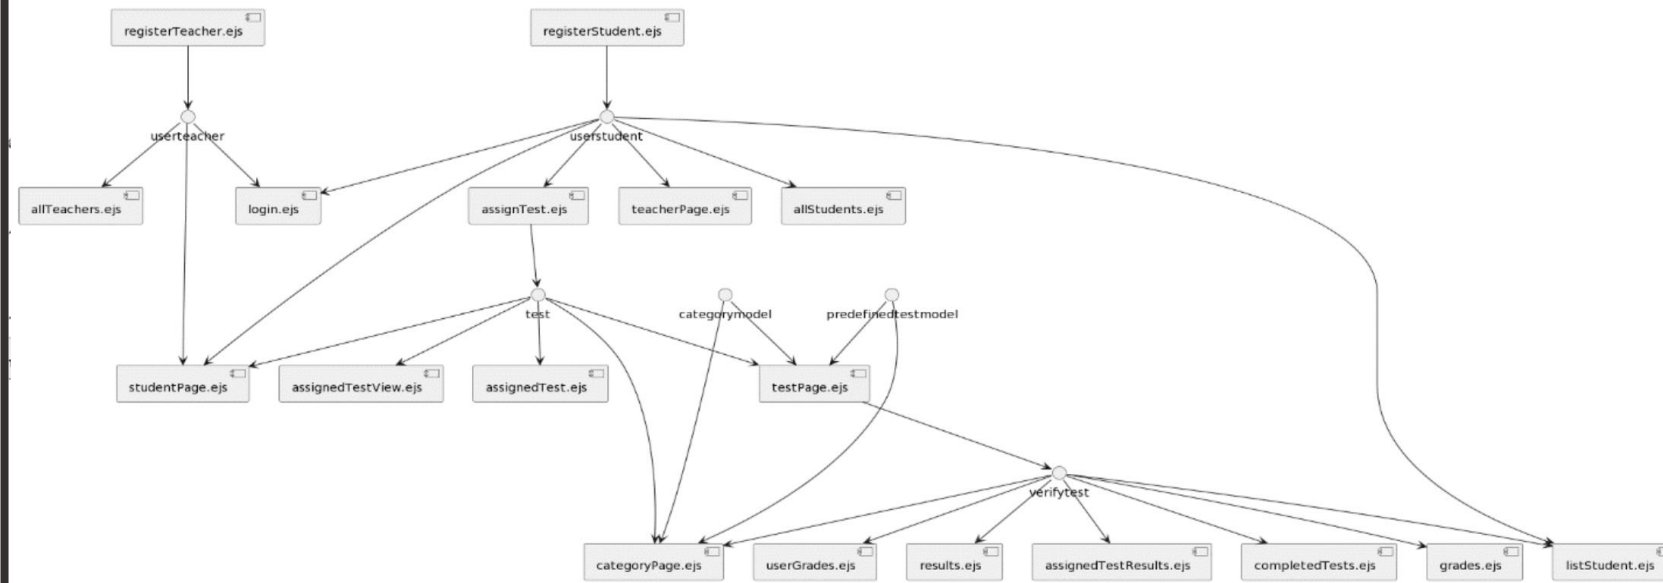 registerTeacher.ejs
registerStudent.ejs
userteacher
userstudent
allTeachers.ejs
login.ejs
assignTest.ejs
teacherPage.ejs
allStudents.ejs
test
categorymodel
predefinedtestmodel
studentPage.ejs
assignedTestView.ejs
assignedTest.ejs
testPage.ejs
verifytest
categoryPage.ejs
userGrades.ejs
results.ejs
assignedTestResults.ejs
completedTests.ejs
grades.ejs
listStudent.ejs